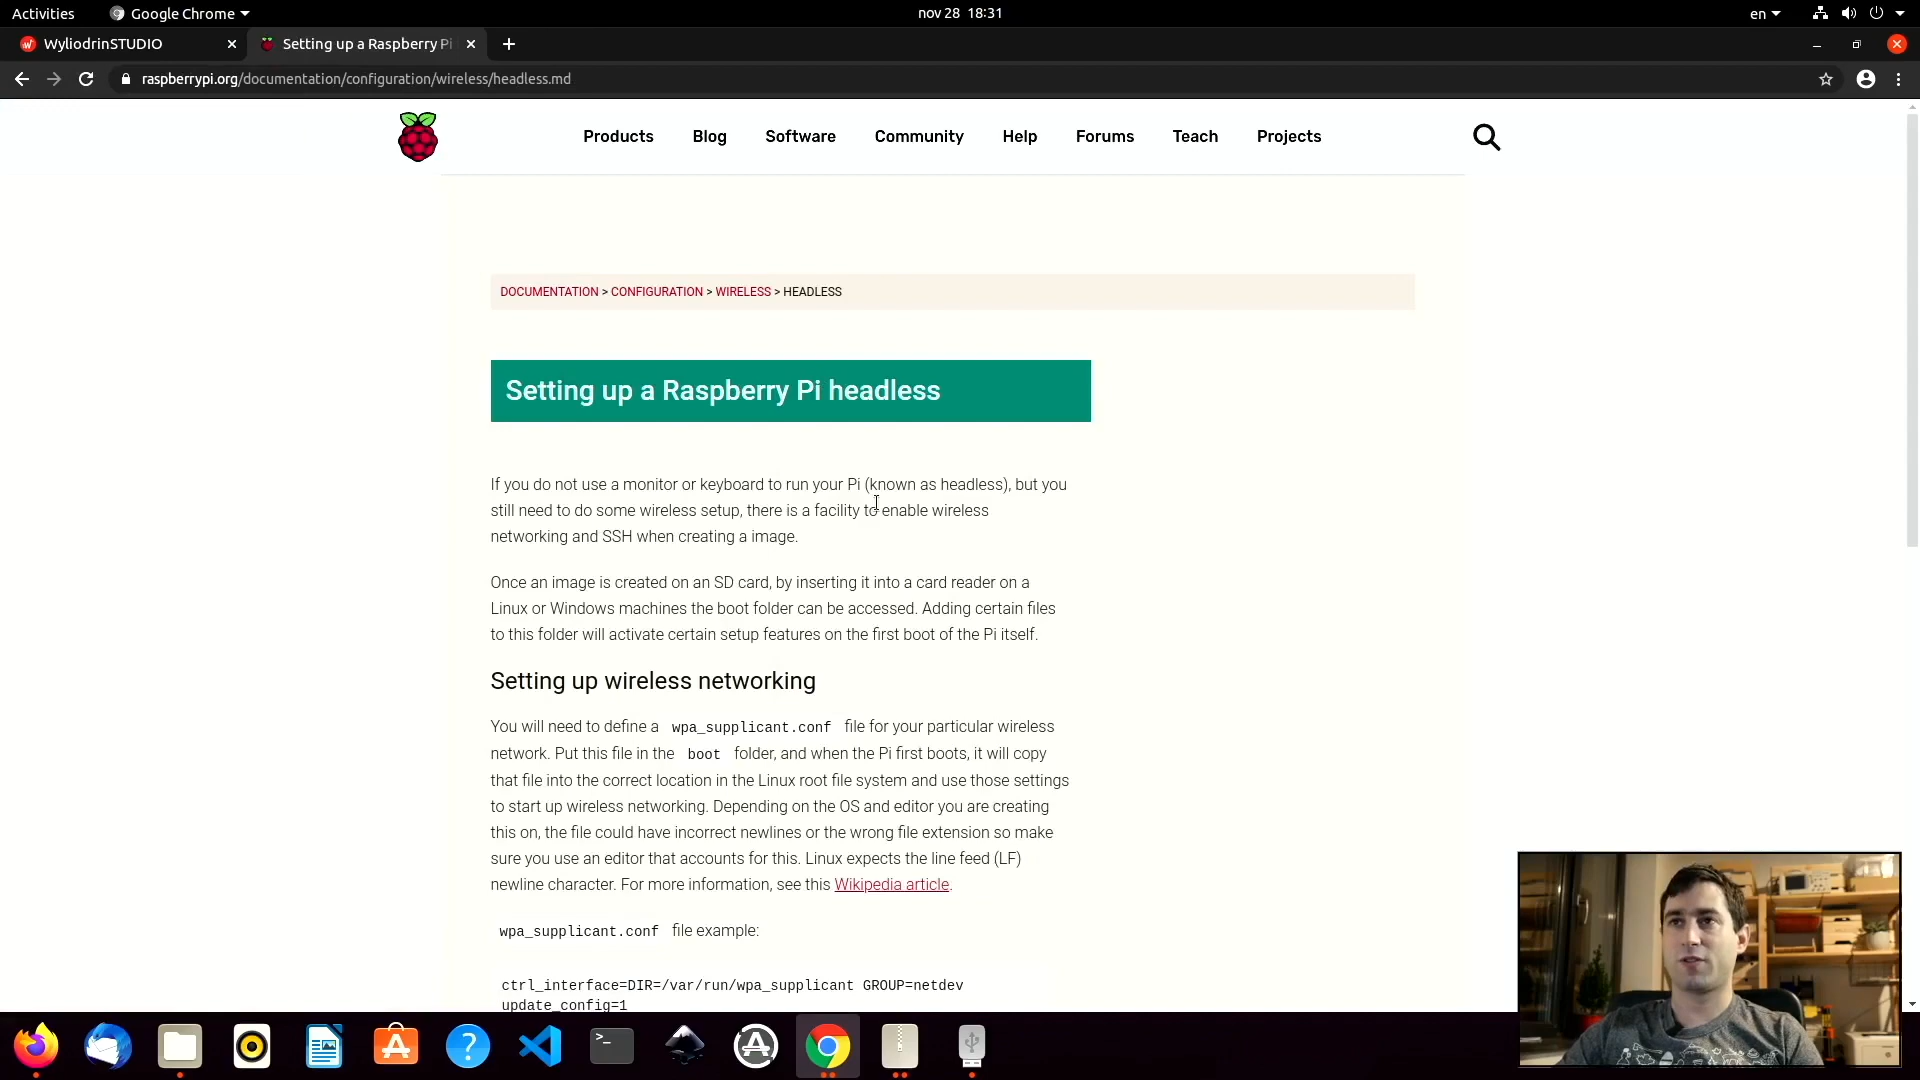 Activities
Google Chrome
nov 28 18:31
en
WyliodrinSTUDIO
Setting up a Raspberry Pi
raspberrypi.org/documentation/configuration/wireless/headless.md
Products
Blog
Software
Community
Help
Forums
Teach
Projects
DOCUMENTATION > CONFIGURATION > WIRELESS > HEADLESS
Setting up a Raspberry Pi headless
If you do not use a monitor or keyboard to run your Pi (known as headless), but you
still need to do some wireless setup, there is a facility to enable wireless
networking and SSH when creating a image.
Once an image is created on an SD card, by inserting it into a card reader on a
Linux or Windows machines the boot folder can be accessed. Adding certain files
to this folder will activate certain setup features on the first boot of the Pi itself.
Setting up wireless networking
You will need to define a wpa_supplicant.conf file for your particular wireless
network. Put this file in the boot folder, and when the Pi first boots, it will copy
that file into the correct location in the Linux root file system and use those settings
to start up wireless networking. Depending on the OS and editor you are creating
this on, the file could have incorrect newlines or the wrong file extension so make
sure you use an editor that accounts for this. Linux expects the line feed (LF)
newline character. For more information, see this Wikipedia article.
wpa_supplicant.conf file example:
ctrl_interface=DIR=/var/run/wpa_supplicant GROUP=netdev
update_config=1